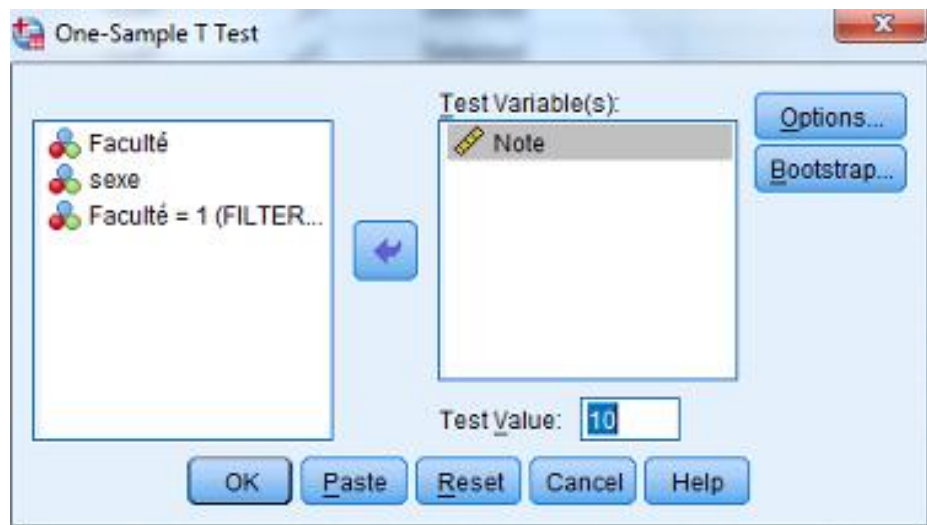 One-Sample T Test
Test Variable(s):
Faculté
sexe
Faculté = 1 (FILTER...
Note
Options...
Bootstrap...
Test Value: 10
OK Paste Reset Cancel Help